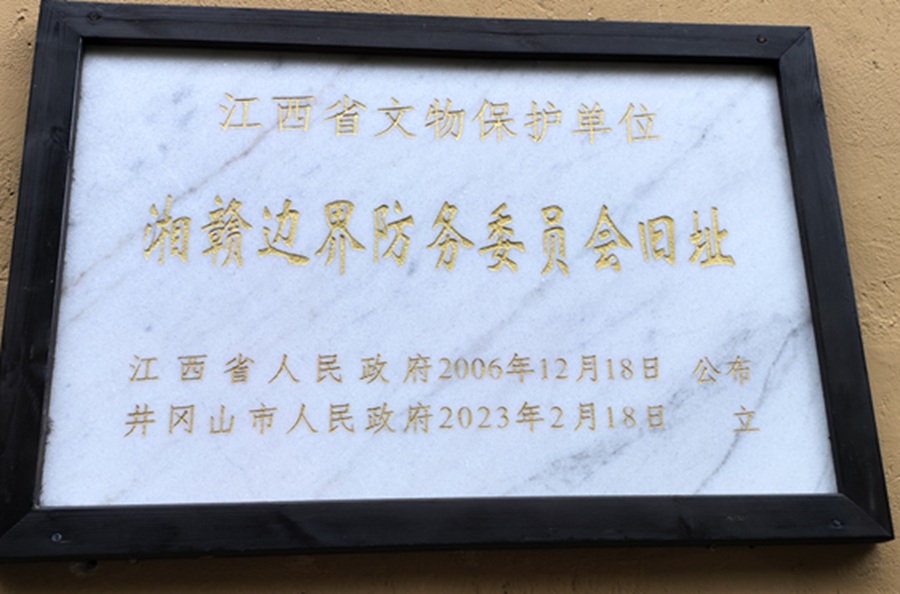 江西省文物保护单位
湘赣边界防务委员会旧址
江西省人民政府2006年12月18日 公布
井冈山市人民政府2023年2月18日 立